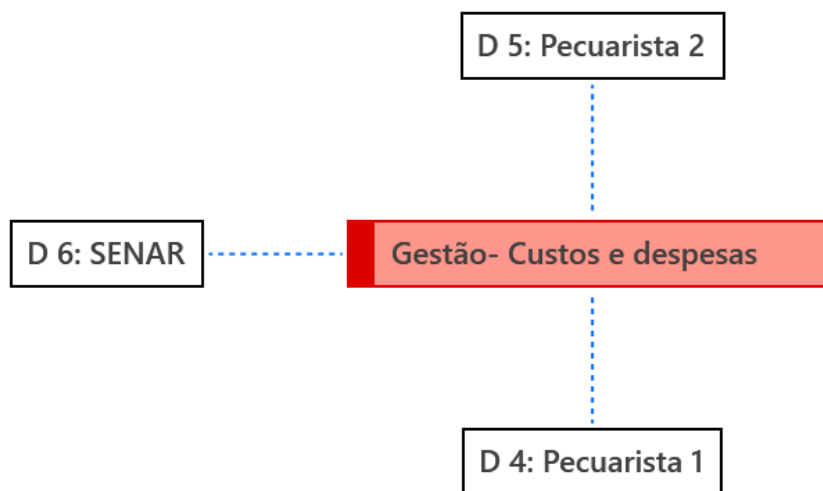 D 5: Pecuarista 2
D 6: SENAR
Gestão- Custos e despesas
D 4: Pecuarista 1